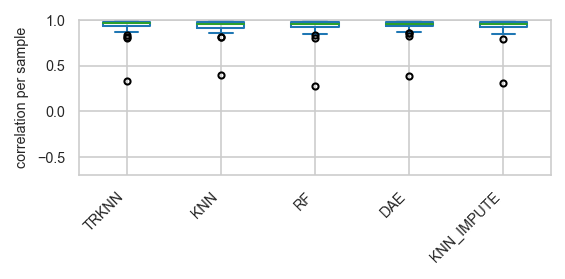 correlation per sample
1.0
0.5
0.0
−0.5
TRKNN
KNN
RF
DAE
KNN_IMPUTE